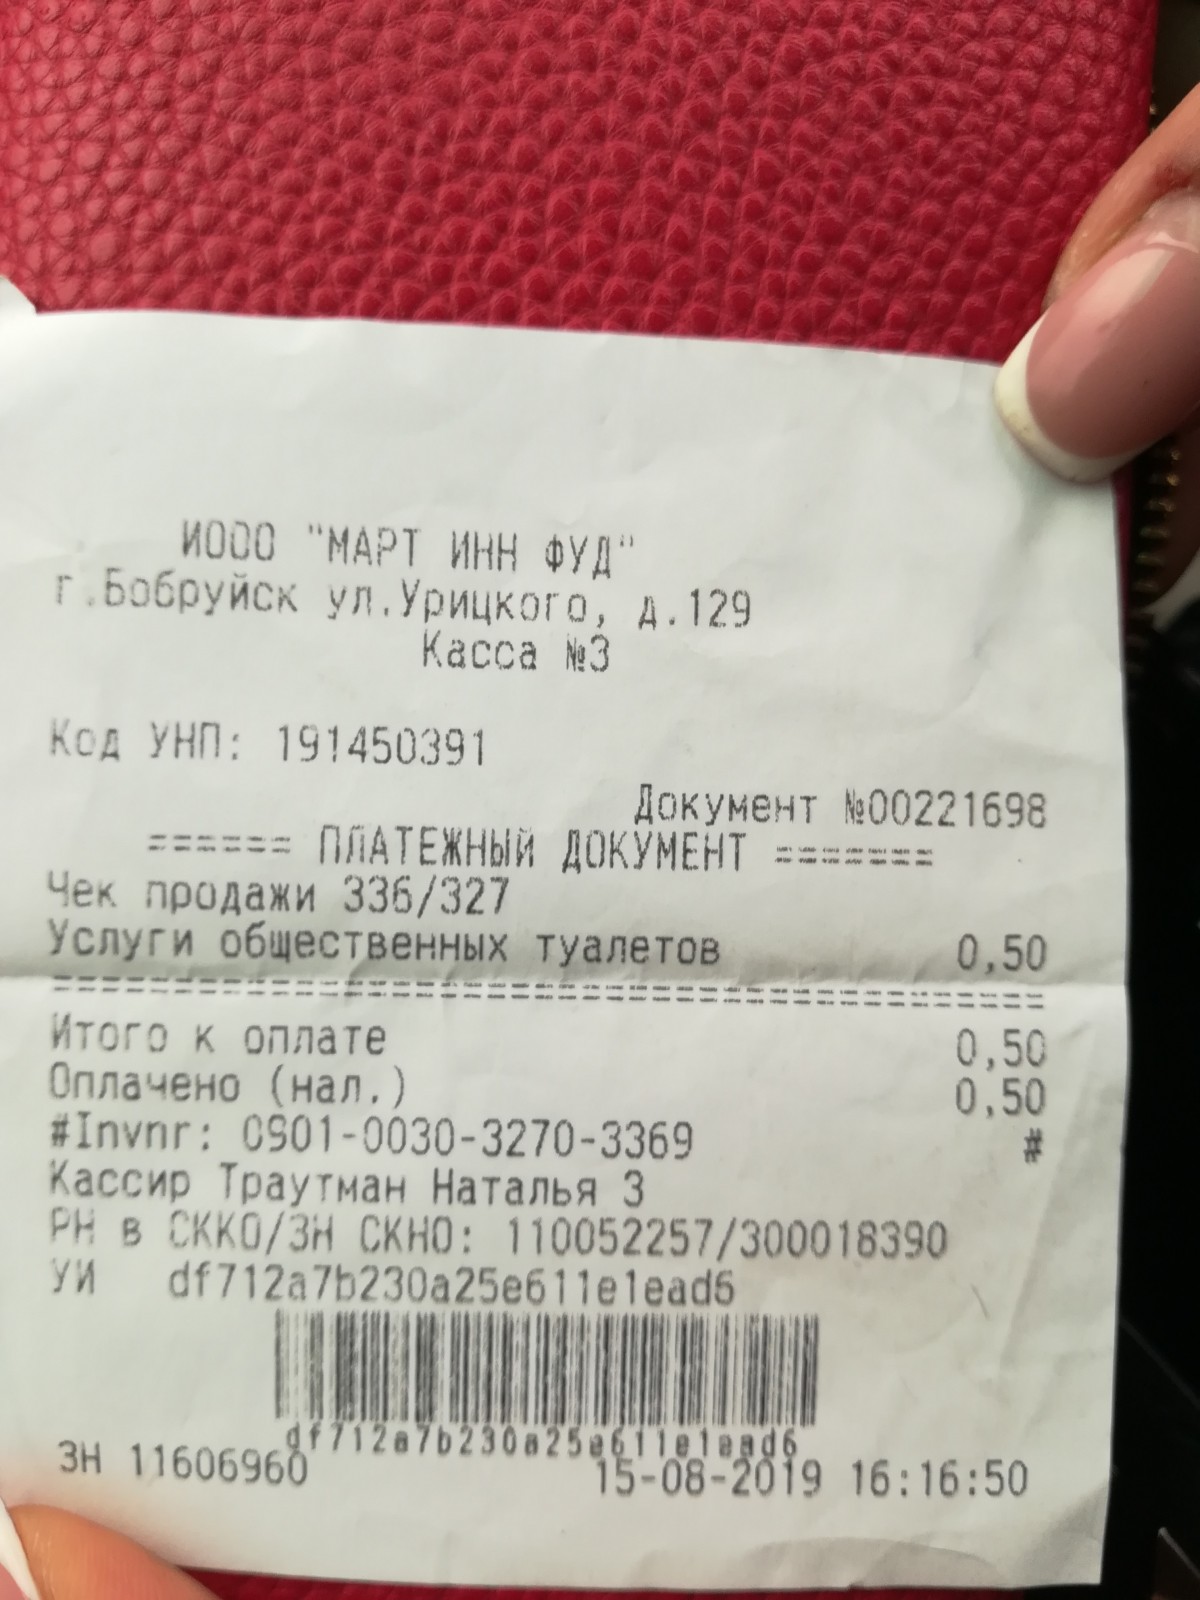 ИООО "МАРТ ИНН ФУД"
г.Бобруйск ул.Урицкого, д.129
Касса №3
Код УНП: 191450391
Документ №00221698
====== ПЛАТЕЖНЫЙ ДОКУМЕНТ =======
Чек продажи 336/327
Услуги общественных туалетов 0,50
=========================================
Итого к оплате 0,50
Оплачено (нал.) 0,50
#Invnr: 0901-0030-3270-3369 #
Кассир Траутман Наталья З
РН в СККО/ЗН СКНО: 110052257/300018390
УИ df712a7b230a25e611e1ead6
df712a7b230a25e611e1ead6
ЗН 11606960 15-08-2019 16:16:50